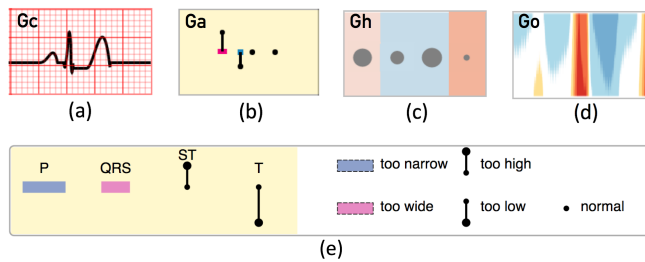 Gc
Ga
Gh
Go
(a)
(b)
(c)
(d)
P
QRS
ST
T
too narrow
too high
too wide
too low
normal
(e)